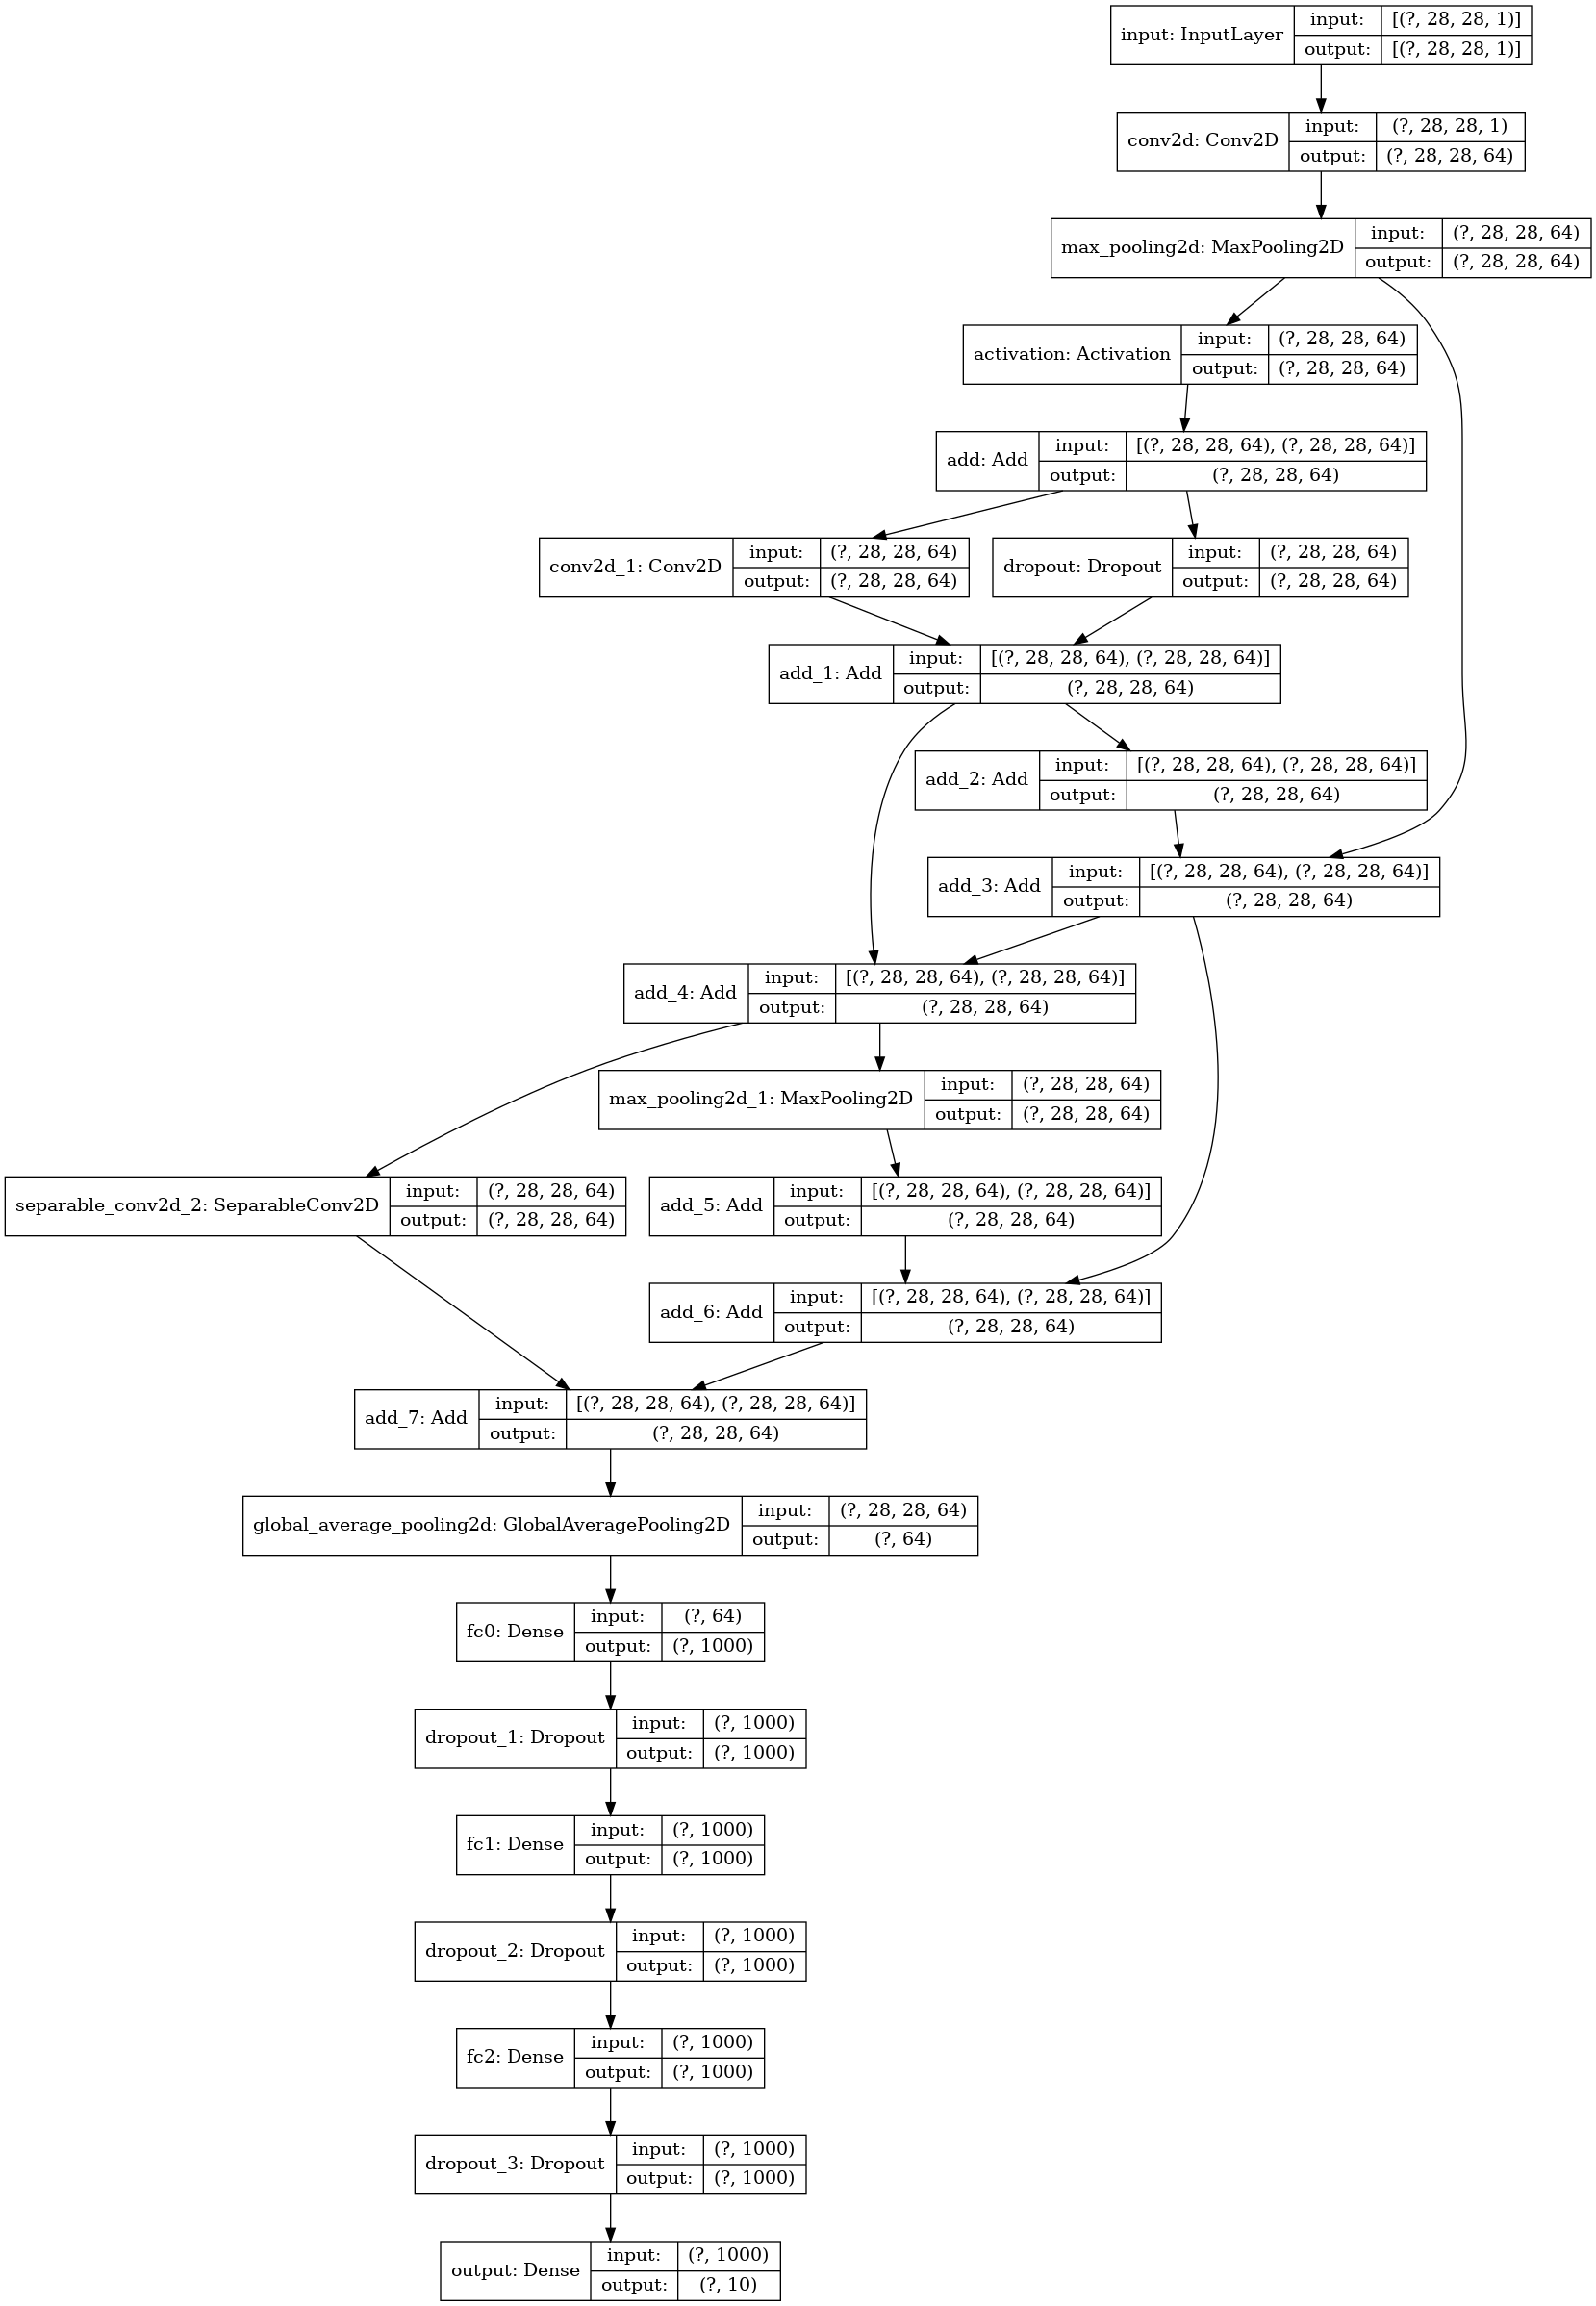 input: InputLayer input: [(?, 28, 28, 1)]
output: [(?, 28, 28, 1)]
conv2d: Conv2D input: (?, 28, 28, 1)
output: (?, 28, 28, 64)
max_pooling2d: MaxPooling2D input: (?, 28, 28, 64)
output: (?, 28, 28, 64)
activation: Activation input: (?, 28, 28, 64)
output: (?, 28, 28, 64)
add: Add input: [(?, 28, 28, 64), (?, 28, 28, 64)]
output: (?, 28, 28, 64)
conv2d_1: Conv2D input: (?, 28, 28, 64)
output: (?, 28, 28, 64)
dropout: Dropout input: (?, 28, 28, 64)
output: (?, 28, 28, 64)
add_1: Add input: [(?, 28, 28, 64), (?, 28, 28, 64)]
output: (?, 28, 28, 64)
add_2: Add input: [(?, 28, 28, 64), (?, 28, 28, 64)]
output: (?, 28, 28, 64)
add_3: Add input: [(?, 28, 28, 64), (?, 28, 28, 64)]
output: (?, 28, 28, 64)
add_4: Add input: [(?, 28, 28, 64), (?, 28, 28, 64)]
output: (?, 28, 28, 64)
max_pooling2d_1: MaxPooling2D input: (?, 28, 28, 64)
output: (?, 28, 28, 64)
separable_conv2d_2: SeparableConv2D input: (?, 28, 28, 64)
output: (?, 28, 28, 64)
add_5: Add input: [(?, 28, 28, 64), (?, 28, 28, 64)]
output: (?, 28, 28, 64)
add_6: Add input: [(?, 28, 28, 64), (?, 28, 28, 64)]
output: (?, 28, 28, 64)
add_7: Add input: [(?, 28, 28, 64), (?, 28, 28, 64)]
output: (?, 28, 28, 64)
global_average_pooling2d: GlobalAveragePooling2D input: (?, 28, 28, 64)
output: (?, 64)
fc0: Dense input: (?, 64)
output: (?, 1000)
dropout_1: Dropout input: (?, 1000)
output: (?, 1000)
fc1: Dense input: (?, 1000)
output: (?, 1000)
dropout_2: Dropout input: (?, 1000)
output: (?, 1000)
fc2: Dense input: (?, 1000)
output: (?, 1000)
dropout_3: Dropout input: (?, 1000)
output: (?, 1000)
output: Dense input: (?, 1000)
output: (?, 10)